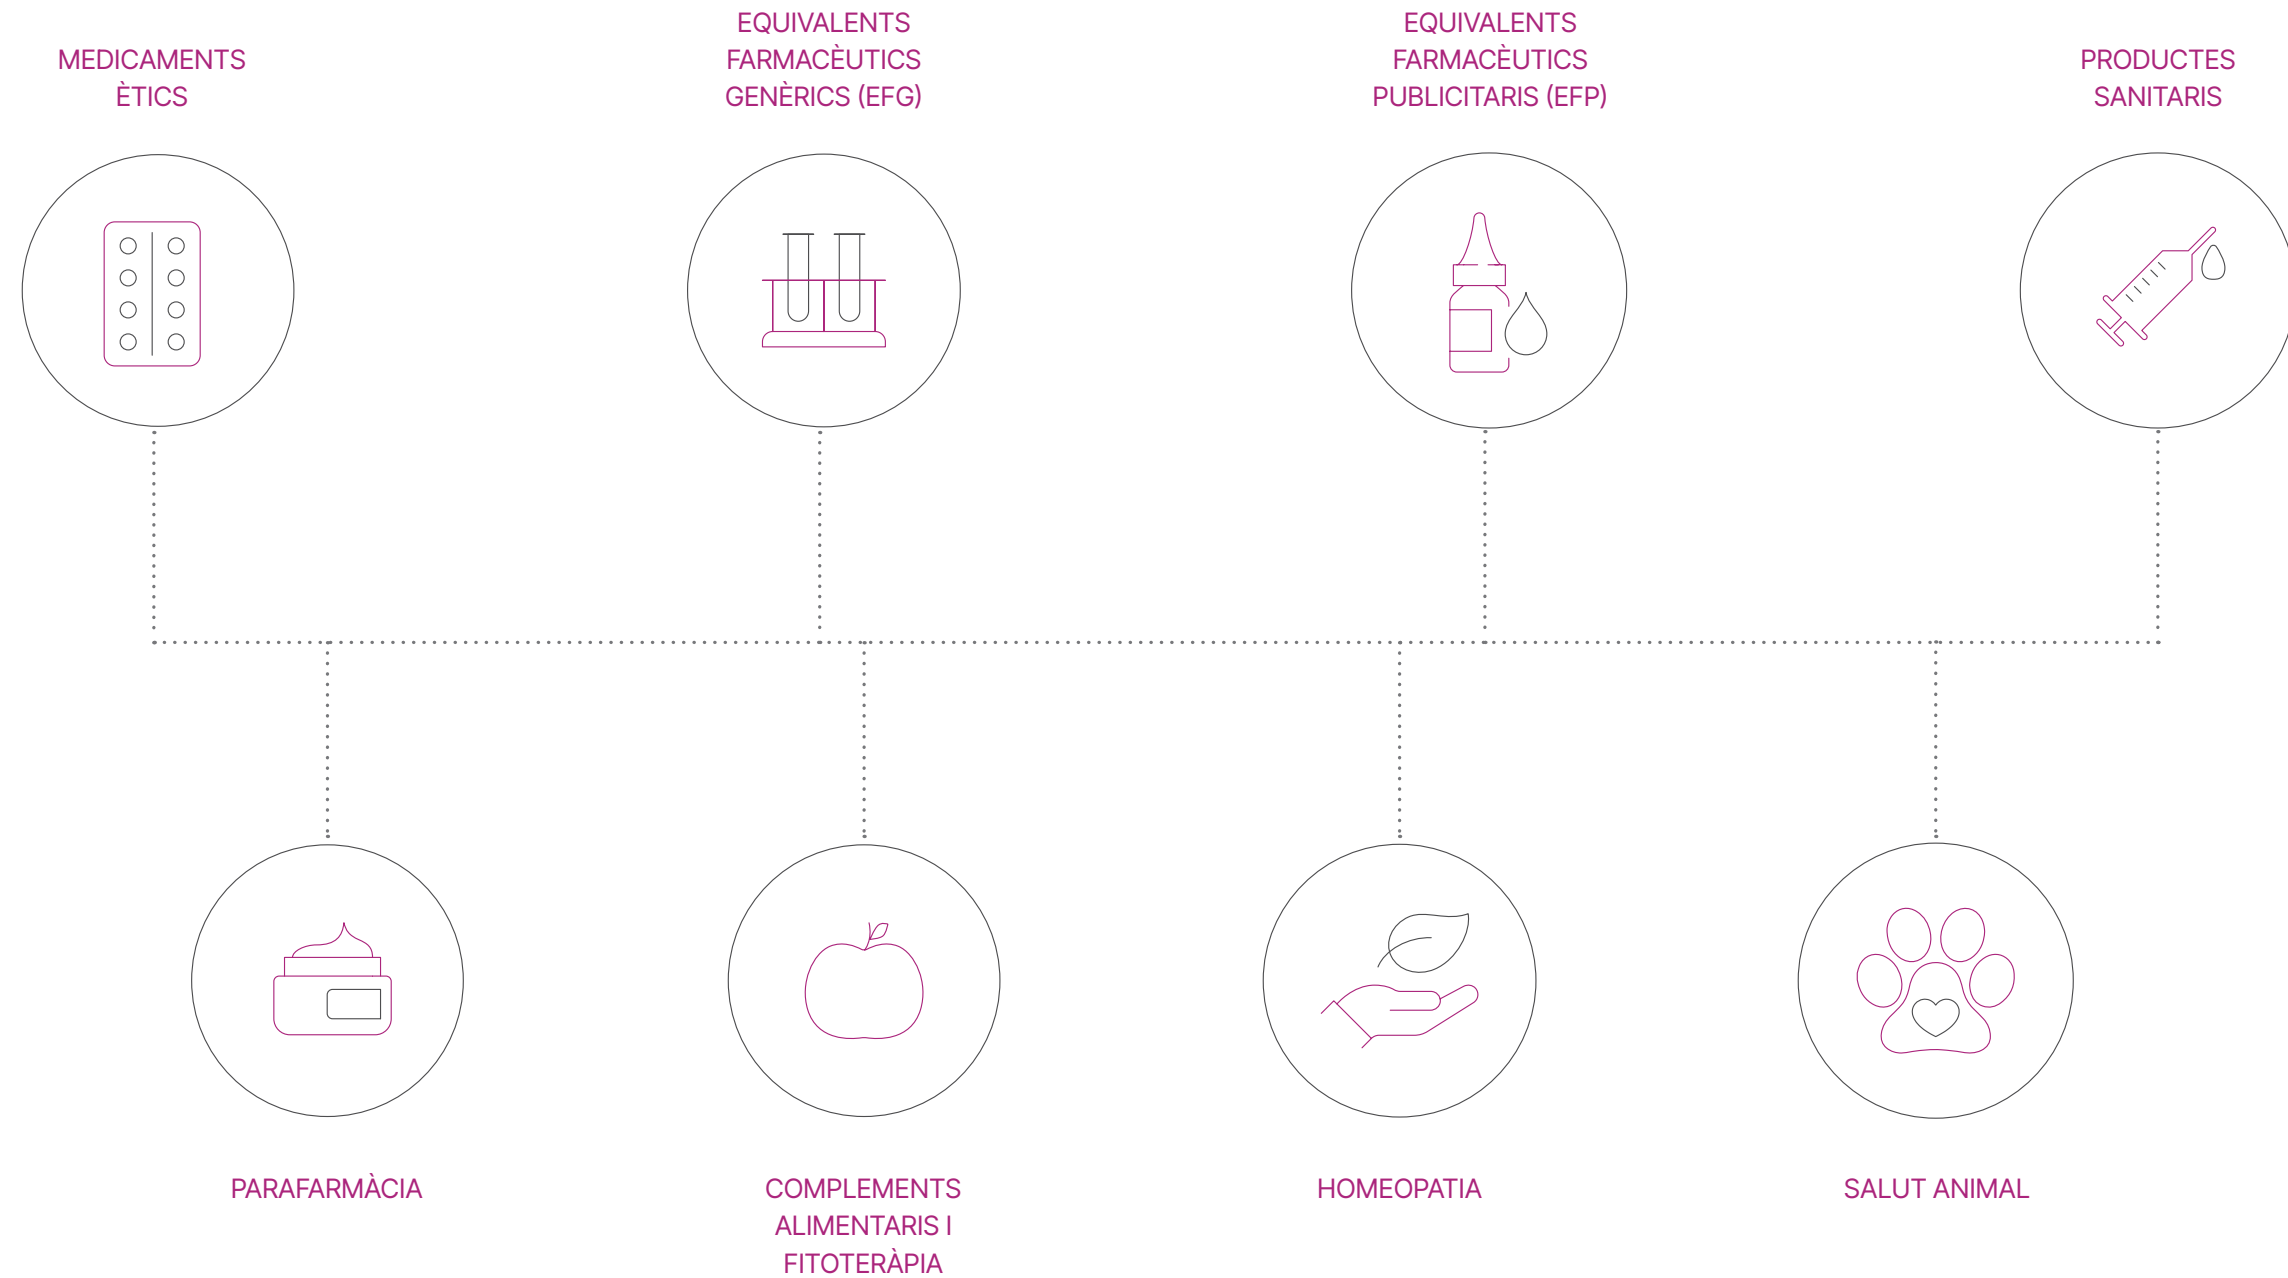 MEDICAMENTS
ÈTICS
EQUIVALENTS
FARMACÈUTICS
GENÈRICS (EFG)
EQUIVALENTS
FARMACÈUTICS
PUBLICITARIS (EFP)
PRODUCTES
SANITARIS
PARAFARMÀCIA
COMPLEMENTS
ALIMENTARIS I
FITOTERÀPIA
HOMEOPATIA
SALUT ANIMAL